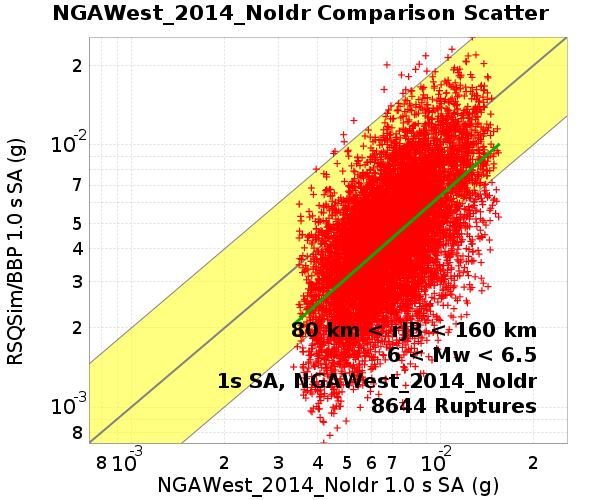 NGAWest_2014_NoIdr Comparison Scatter
RSQSim/BBP 1.0 s SA (g)
2
10-2
7
5
4
3
2
10-3
8
80 km < rJB < 160 km
6 < Mw < 6.5
1s SA, NGAWest_2014_NoIdr
8644 Ruptures
8 10-3 2 3 4 5 6 7 10-2 2
NGAWest_2014_NoIdr 1.0 s SA (g)